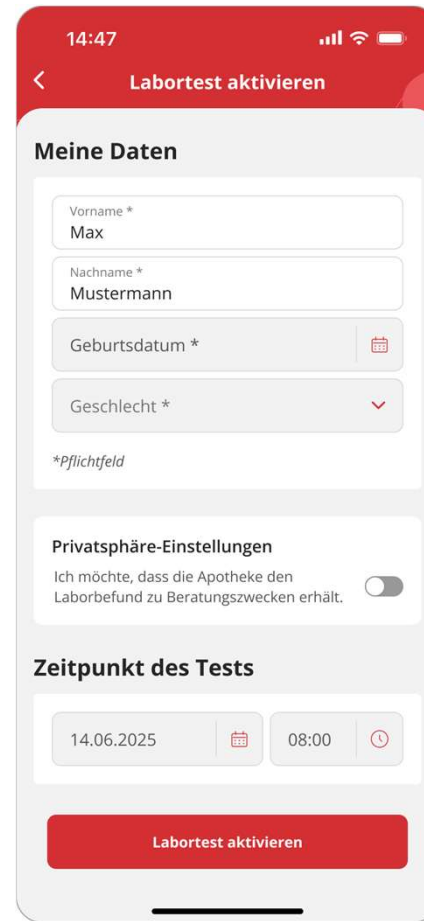 14:47
Labortest aktivieren
Meine Daten
Vorname *
Max
Nachname *
Mustermann
Geburtsdatum *
Geschlecht *
*Pflichtfeld
Privatsphäre-Einstellungen
Ich möchte, dass die Apotheke den
Laborbefund zu Beratungszwecken erhält.
Zeitpunkt des Tests
14.06.2025 08:00
Labortest aktivieren